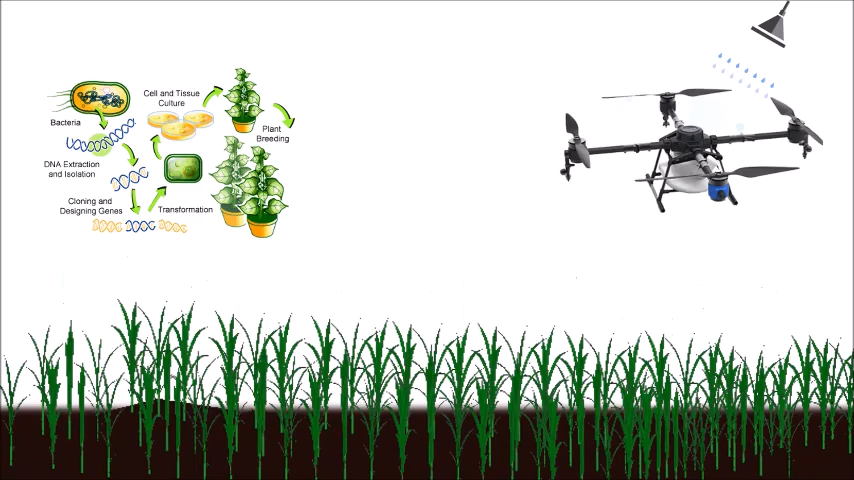 Cell and Tissue
Culture
Bacteria
Plant
Breeding
DNA Extraction
and Isolation
Cloning and
Designing Genes
Transformation